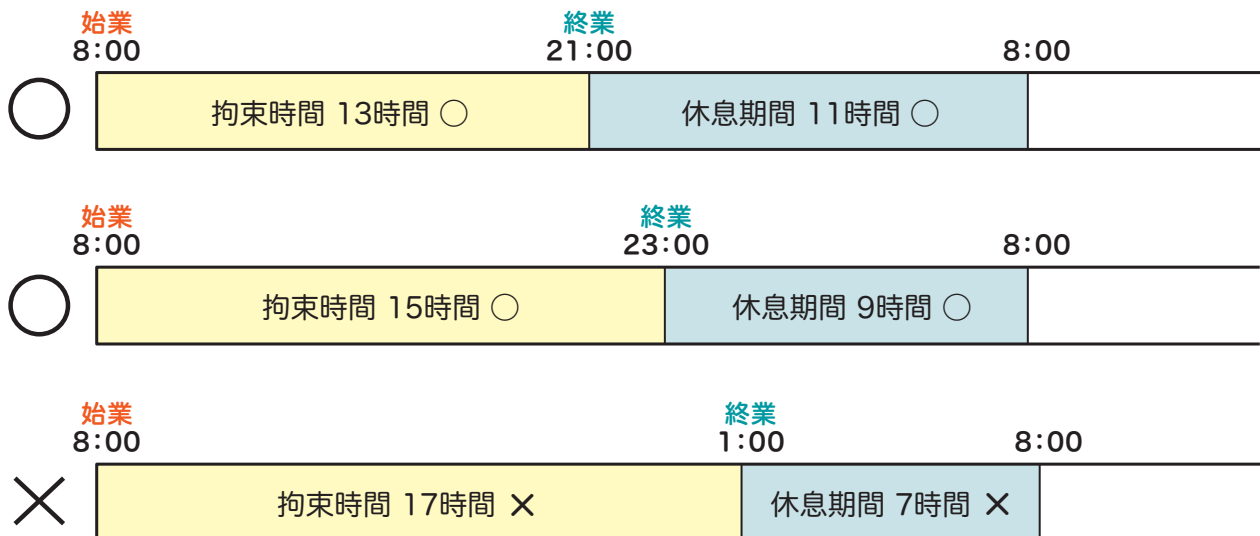 始業 終業
8:00 21:00 8:00
○ 拘束時間 13時間 ○ 休息期間 11時間 ○
始業 終業
8:00 23:00 8:00
○ 拘束時間 15時間 ○ 休息期間 9時間 ○
始業 終業
8:00 1:00 8:00
× 拘束時間 17時間 × 休息期間 7時間 ×